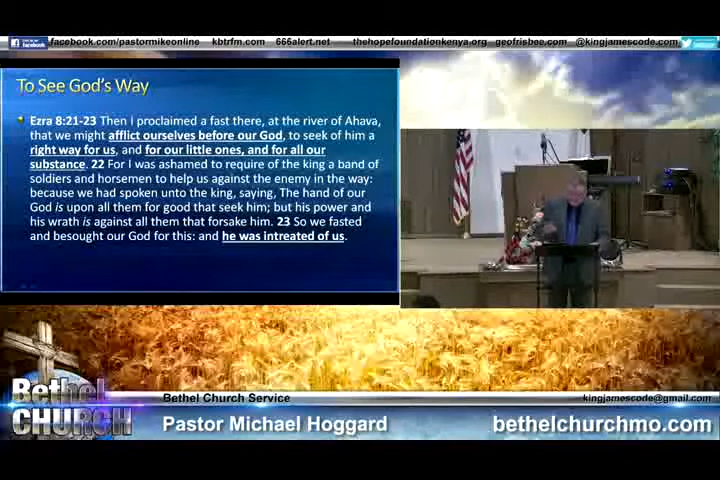 facebook.com/pastormikeonline kbtrfm.com 666alert.net thehopefoundationkenya.org geofrisbee.com @kingjamescode.com
To See God's Way
Ezra 8:21-23 Then I proclaimed a fast there, at the river of Ahava,
that we might afflict ourselves before our God, to seek of him a
right way for us, and for our little ones, and for all our
substance. 22 For I was ashamed to require of the king a band of
soldiers and horsemen to help us against the enemy in the way:
because we had spoken unto the king, saying, The hand of our
God is upon all them for good that seek him; but his power and
his wrath is against all them that forsake him. 23 So we fasted
and besought our God for this: and he was intreated of us.
Bethel
CHURCH
Bethel Church Service
kingjamescode@gmail.com
Pastor Michael Hoggard
bethelchurchmo.com